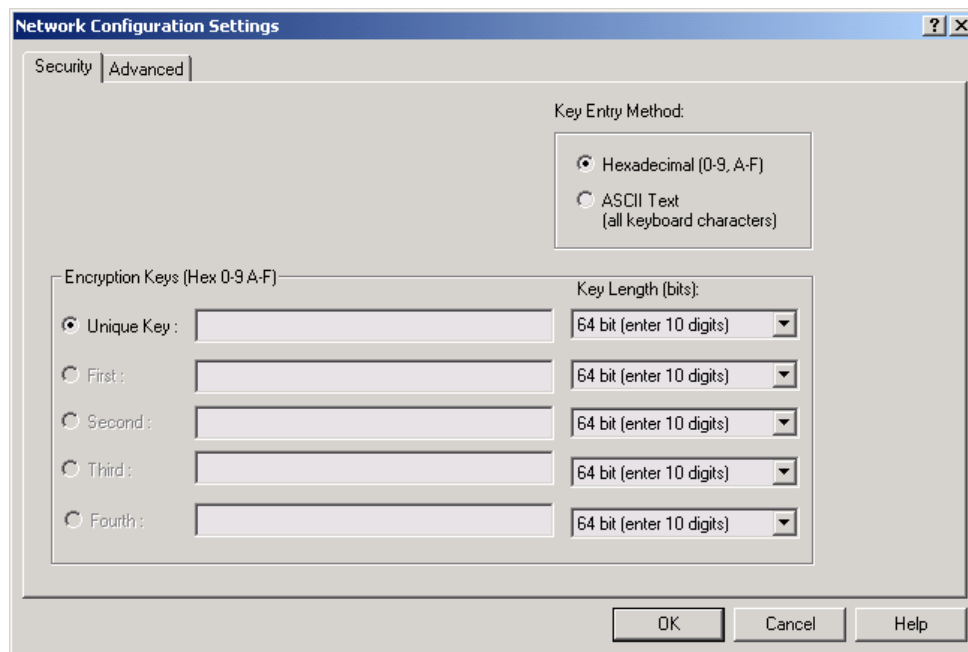 Network Configuration Settings
Security
Advanced
Key Entry Method:
Hexadecimal (0-9, A-F)
ASCII Text
(all keyboard characters)
Encryption Keys (Hex 0-9 A-F)
Key Length (bits):
Unique Key :
64 bit (enter 10 digits)
First :
64 bit (enter 10 digits)
Second :
64 bit (enter 10 digits)
Third :
64 bit (enter 10 digits)
Fourth :
64 bit (enter 10 digits)
OK
Cancel
Help